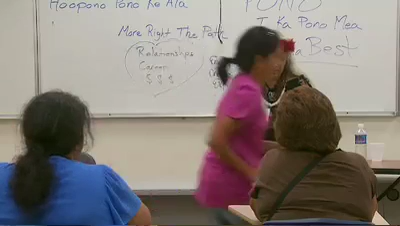 Hoopono Pono Ke Ala
PONO
I Ka Pono Mea
More Right The Path
Best
Relationships
Career
$ $ $